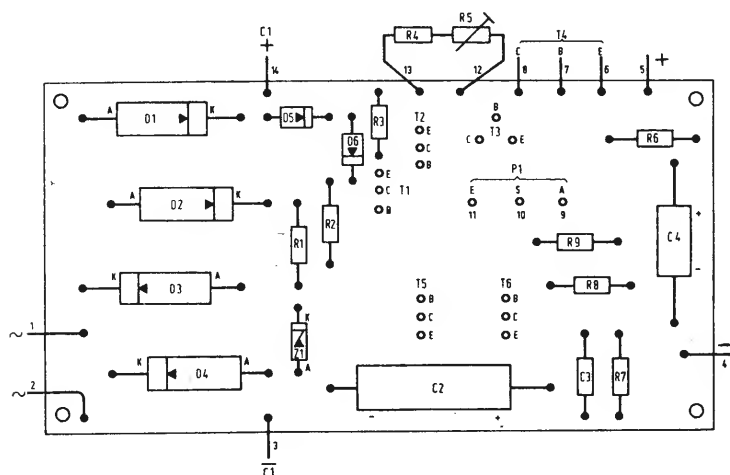 C1
+
14
R4
R5
13
12
T4
C B E
8 7 6
5 +
A D1 K
D5
D6
R3
T2
E
C
B
B
C T3 E
R6
E
C T1
B
P1
E S A
11 10 9
A D2 K
R1
R2
R9
C4
+
-
K D3 A
R8
T5
B
C
E
T6
B
C
E
~ 1
K
Z1
A
K D4 A
C2
- +
C3
R7
-
4
~ 2
3
C1